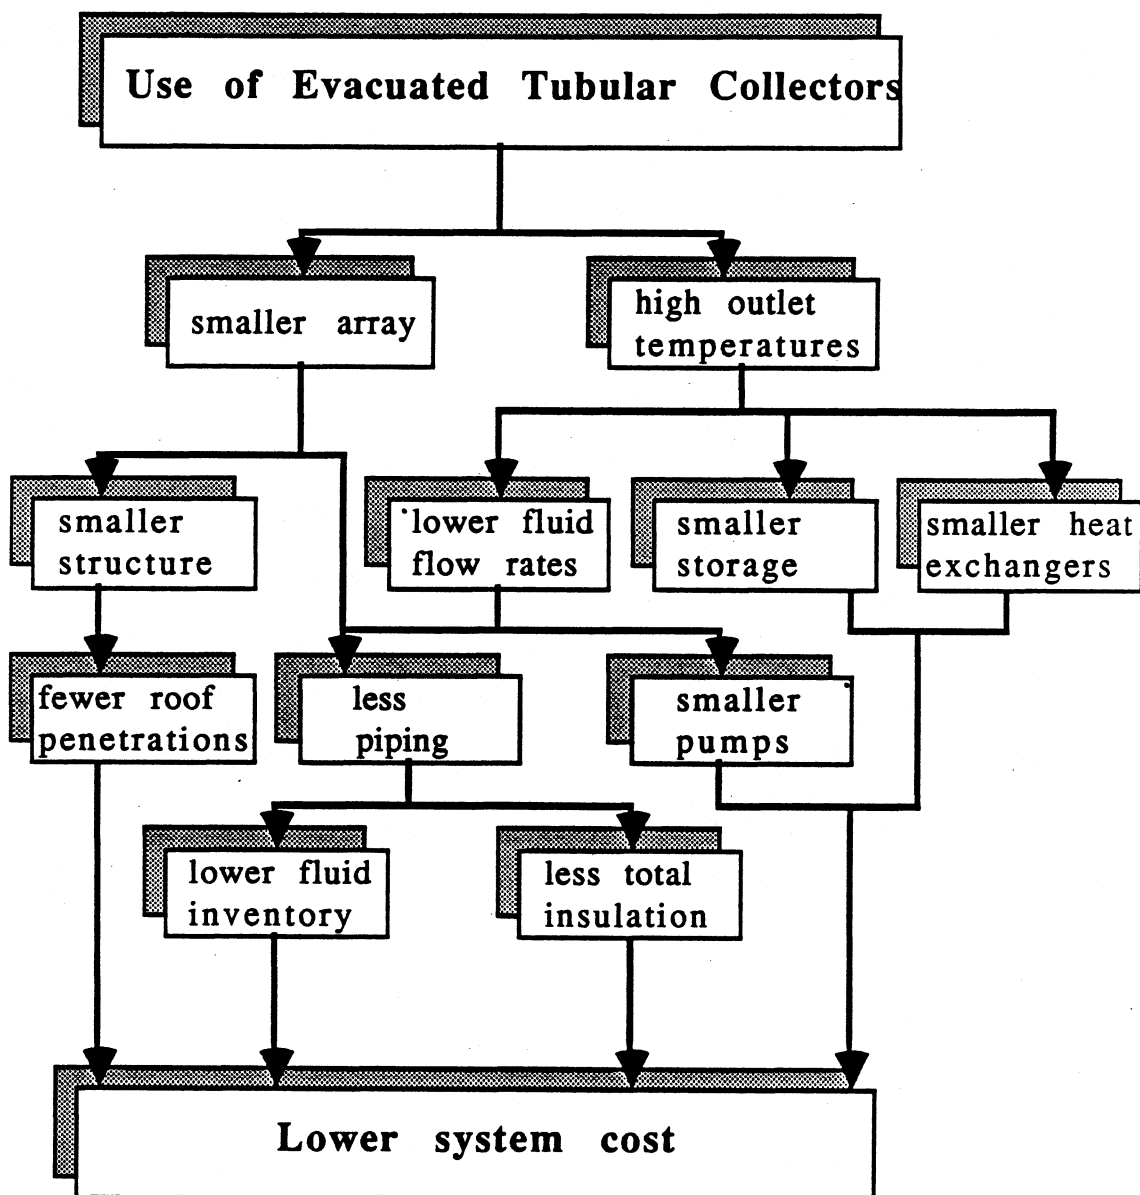 Use of Evacuated Tubular Collectors
smaller array
high outlet
temperatures
smaller
structure
lower fluid
flow rates
smaller
storage
smaller heat
exchangers
fewer roof
penetrations
less
piping
smaller
pumps
lower fluid
inventory
less total
insulation
Lower system cost